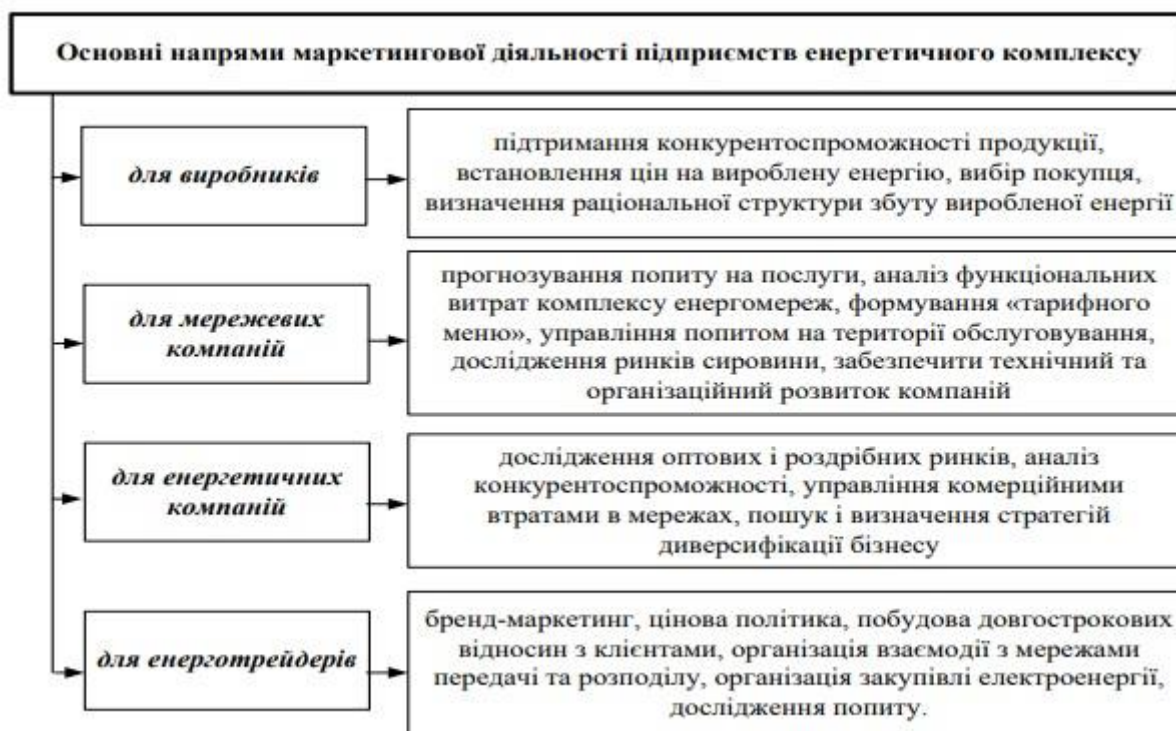 Основні напрями маркетингової діяльності підприємств енергетичного комплексу
для виробників
підтримання конкурентоспроможності продукції,
встановлення цін на вироблену енергію, вибір покупця,
визначення раціональної структури збуту виробленої енергії
для мережевих
компаній
прогнозування попиту на послуги, аналіз функціональних
витрат комплексу енергомереж, формування «тарифного
меню», управління попитом на території обслуговування,
дослідження ринків сировини, забезпечити технічний та
організаційний розвиток компаній
для енергетичних
компаній
дослідження оптових і роздрібних ринків, аналіз
конкурентоспроможності, управління комерційними
втратами в мережах, пошук і визначення стратегій
диверсифікації бізнесу
для енерготрейдерів
бренд-маркетинг, цінова політика, побудова довгострокових
відносин з клієнтами, організація взаємодії з мережами
передачі та розподілу, організація закупівлі електроенергії,
дослідження попиту.